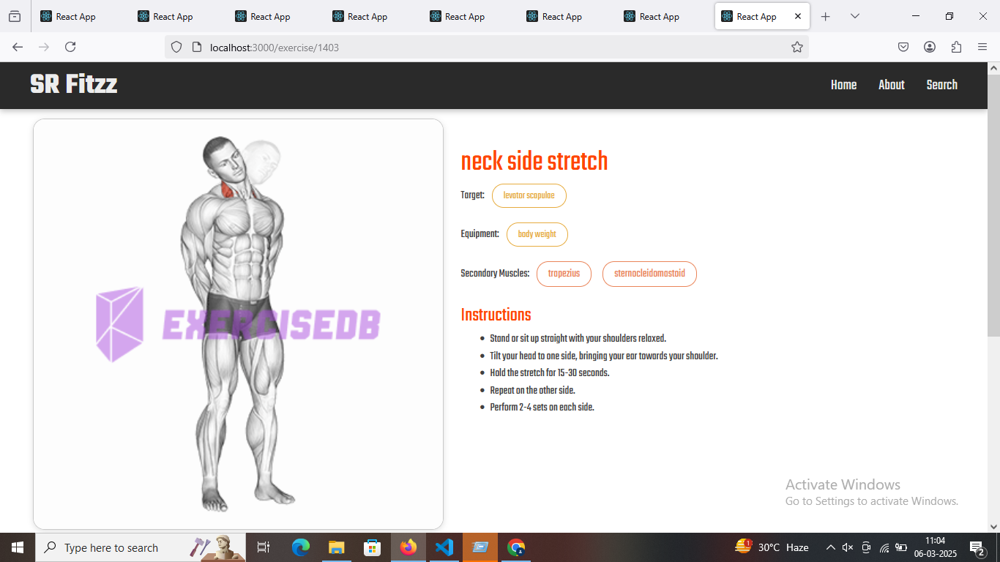 React App React App React App React App React App React App React App React App
localhost:3000/exercise/1403
SR Fitzz
Home About Search
neck side stretch
Target: levator scapulae
Equipment: body weight
Secondary Muscles: trapezius sternocleidomastoid
EXERCISEDB
Instructions
• Stand or sit up straight with your shoulders relaxed.
• Tilt your head to one side, bringing your ear towards your shoulder.
• Hold the stretch for 15-30 seconds.
• Repeat on the other side.
• Perform 2-4 sets on each side.
Activate Windows
Go to Settings to activate Windows.
Type here to search
1
30°C Haze
11:04
06-03-2025
2